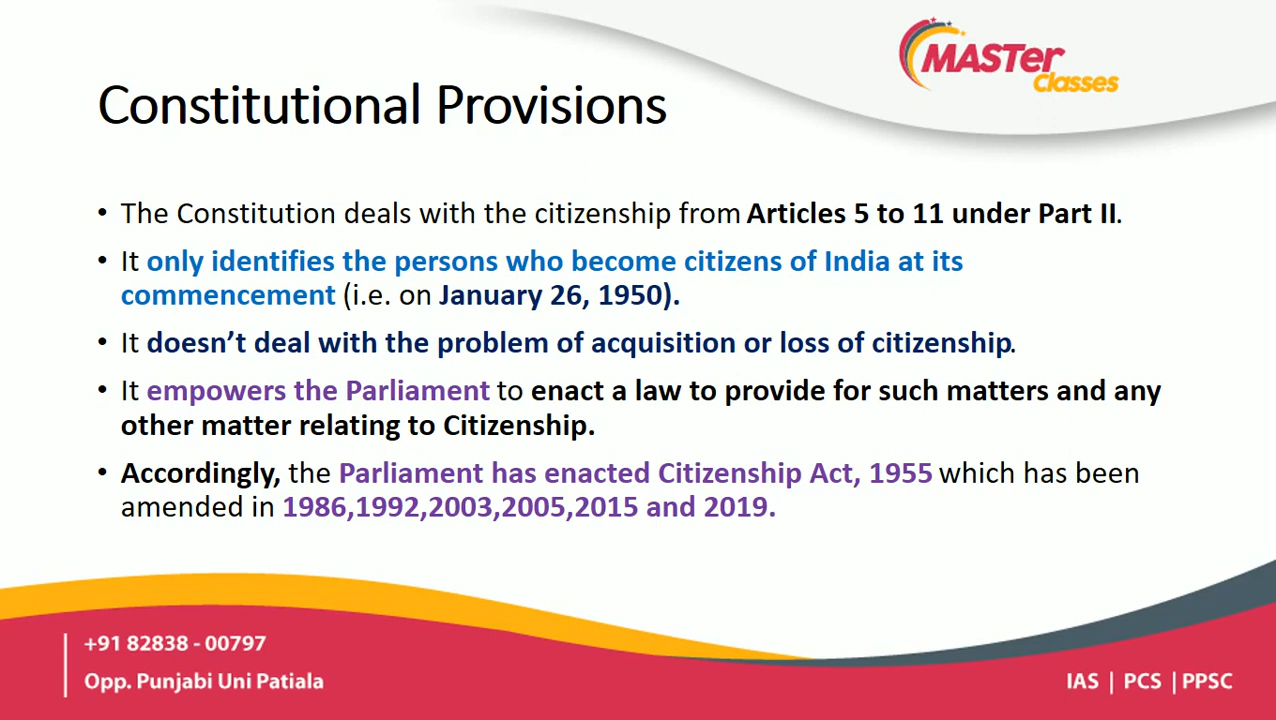 MASTer
Classes
Constitutional Provisions
• The Constitution deals with the citizenship from Articles 5 to 11 under Part II.
• It only identifies the persons who become citizens of India at its
commencement (i.e. on January 26, 1950).
• It doesn’t deal with the problem of acquisition or loss of citizenship.
• It empowers the Parliament to enact a law to provide for such matters and any
other matter relating to Citizenship.
• Accordingly, the Parliament has enacted Citizenship Act, 1955 which has been
amended in 1986,1992,2003,2005,2015 and 2019.
+91 82838 - 00797
Opp. Punjabi Uni Patiala
IAS | PCS | PPSC